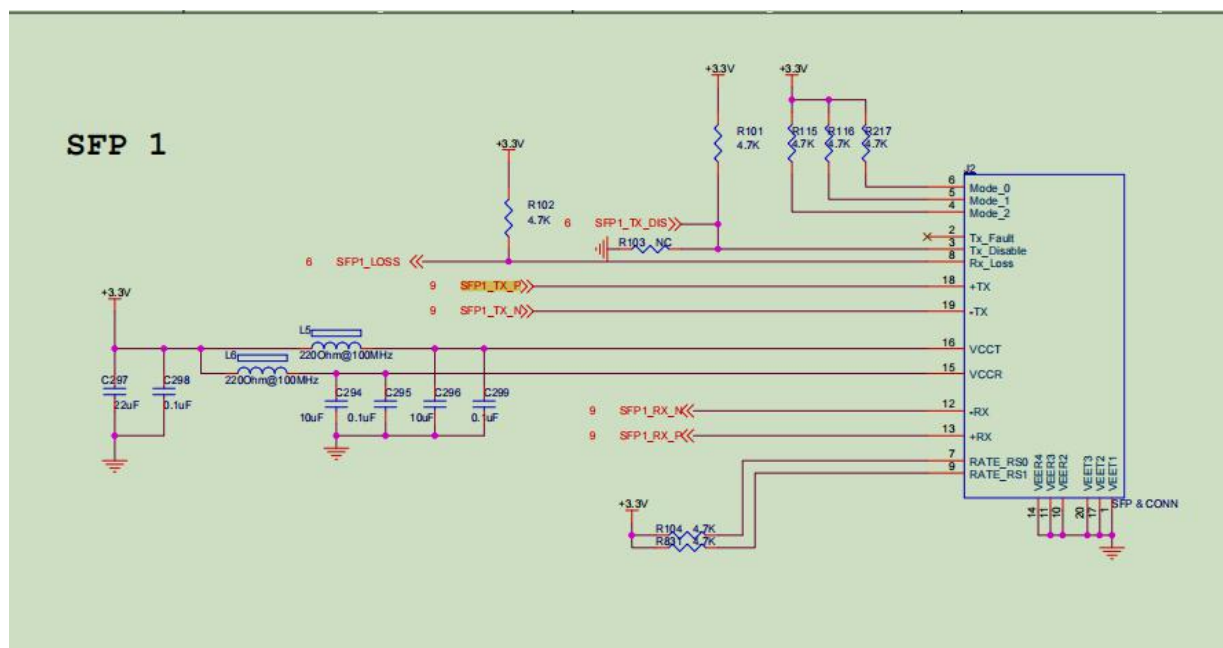 SFP 1
+3.3V
+3.3V
+3.3V
R101
4.7K
R115
4.7K
R116
4.7K
R217
4.7K
R102
4.7K
J2
6
Mode_0
5
Mode_1
4
Mode_2
2
Tx_Fault
3
Tx_Disable
8
Rx_Loss
6 SFP1_TX_DIS
R103 NC
6 SFP1_LOSS
9 SFP1_TX_P
18
+TX
9 SFP1_TX_N
19
-TX
+3.3V
L5
220Ohm@100MHz
16
VCCT
L6
220Ohm@100MHz
15
VCCR
C297
22uF
C298
0.1uF
C294
10uF
C295
0.1uF
C296
10uF
C299
0.1uF
9 SFP1_RX_N
12
-RX
9 SFP1_RX_P
13
+RX
7
RATE_RS0
9
RATE_RS1
VEER4
VEER3
VEER2
VEET3
VEET2
VEET1
SFP & CONN
14
11
10
20
17
1
+3.3V
R104 4.7K
R831 4.7K